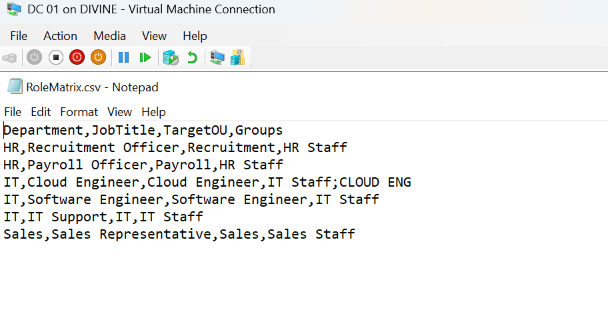 DC 01 on DIVINE - Virtual Machine Connection
File Action Media View Help
RoleMatrix.csv - Notepad
File Edit Format View Help
Department,JobTitle,TargetOU,Groups
HR,Recruitment Officer,Recruitment,HR Staff
HR,Payroll Officer,Payroll,HR Staff
IT,Cloud Engineer,Cloud Engineer,IT Staff;CLOUD ENG
IT,Software Engineer,Software Engineer,IT Staff
IT,IT Support,IT,IT Staff
Sales,Sales Representative,Sales,Sales Staff